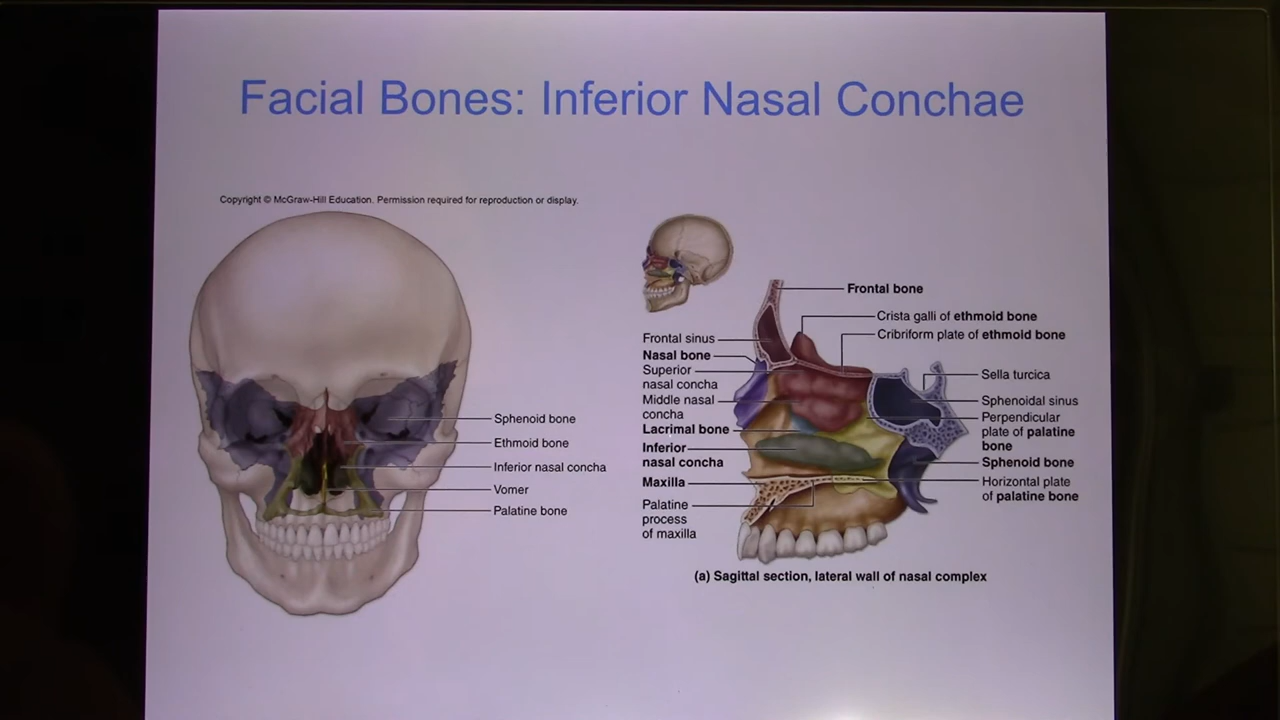 Facial Bones: Inferior Nasal Conchae
Copyright © McGraw-Hill Education. Permission required for reproduction or display.
Sphenoid bone
Ethmoid bone
Inferior nasal concha
Vomer
Palatine bone
Frontal sinus
Nasal bone
Superior
nasal concha
Middle nasal
concha
Lacrimal bone
Inferior
nasal concha
Maxilla
Palatine
process
of maxilla
Frontal bone
Crista galli of ethmoid bone
Cribriform plate of ethmoid bone
Sella turcica
Sphenoidal sinus
Perpendicular
plate of palatine
bone
Sphenoid bone
Horizontal plate
of palatine bone
(a) Sagittal section, lateral wall of nasal complex